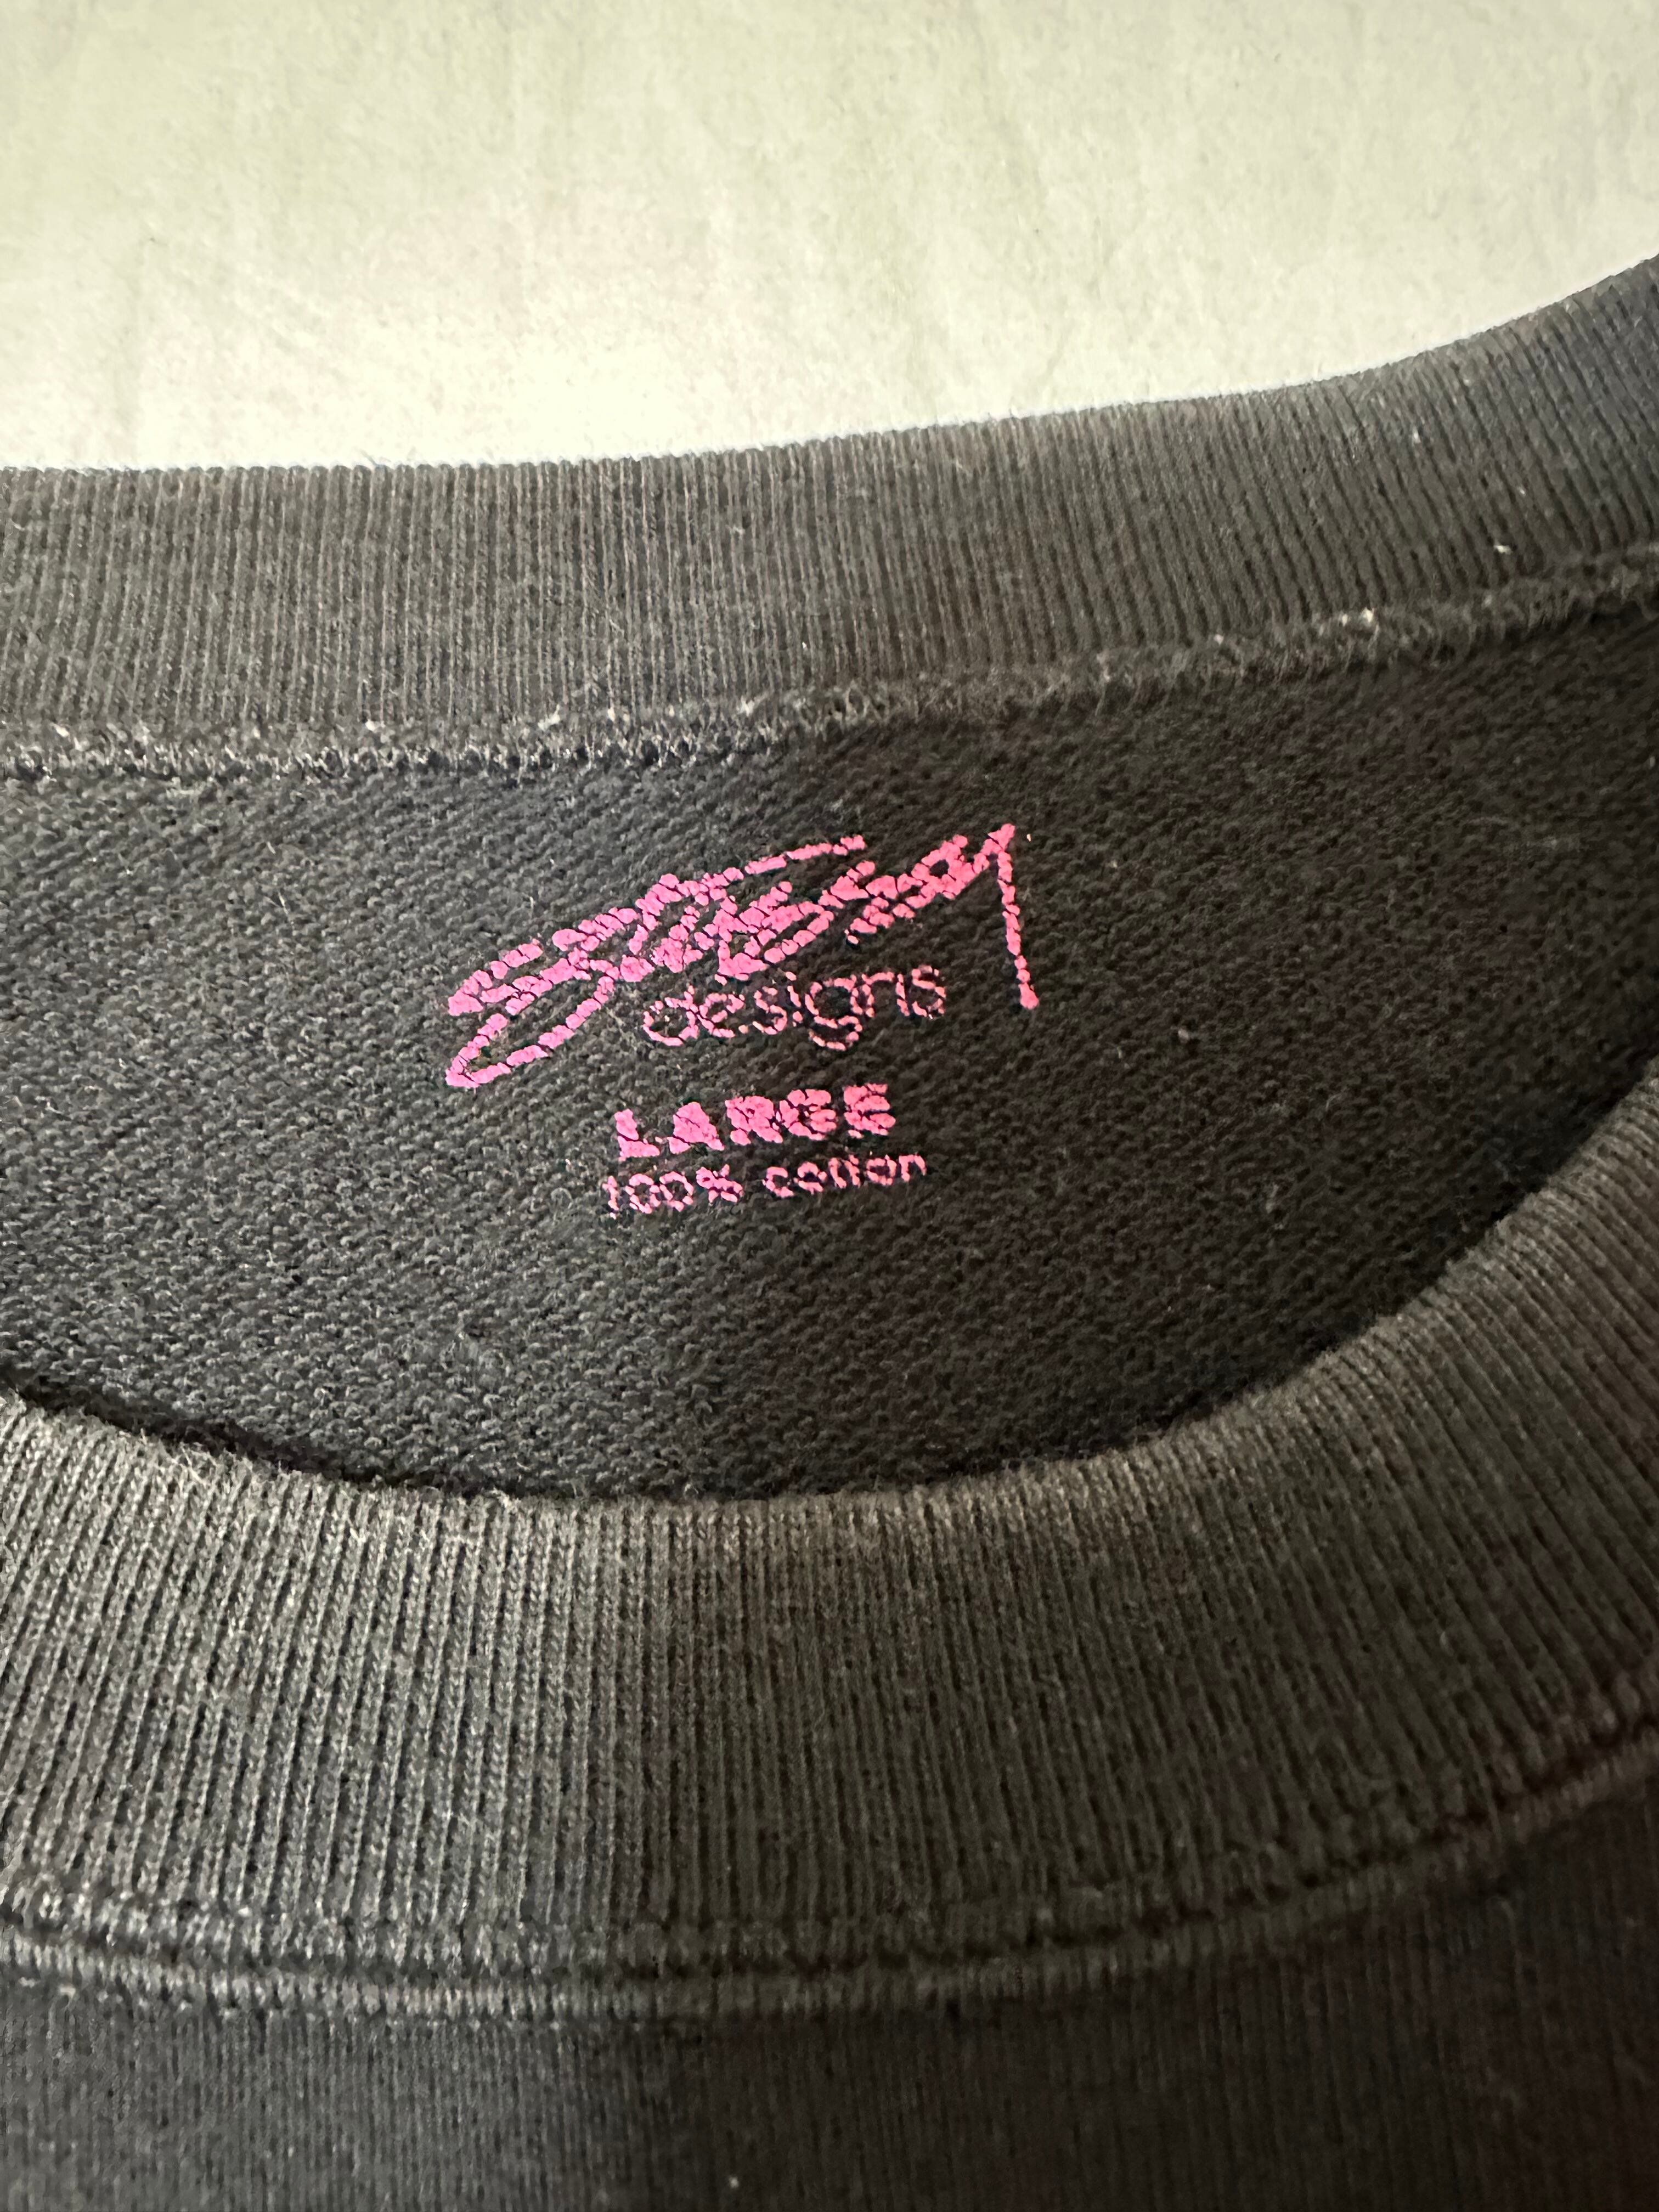 Stüssy
designs
LARGE
100% cotton